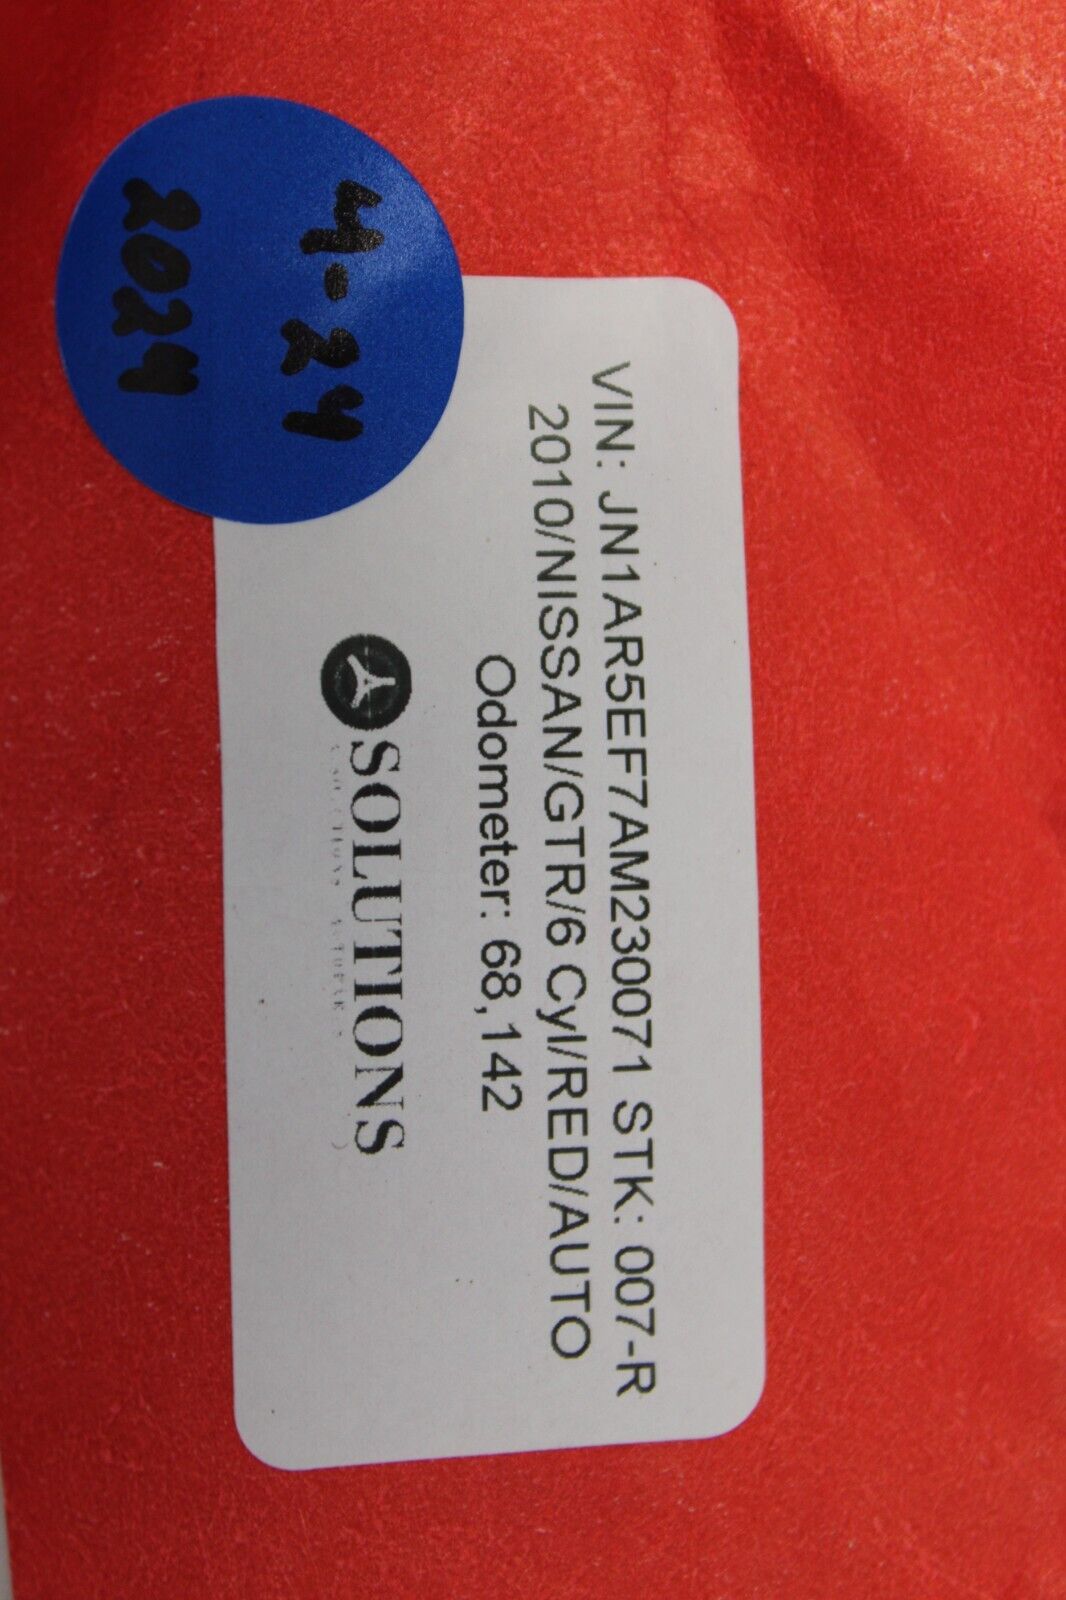 4-24
2024
VIN: JN1AR5EF7AM230071 STK: 007-R
2010/NISSAN/GTR/6 Cyl/RED/AUTO
Odometer: 68,142
SOLUTIONS